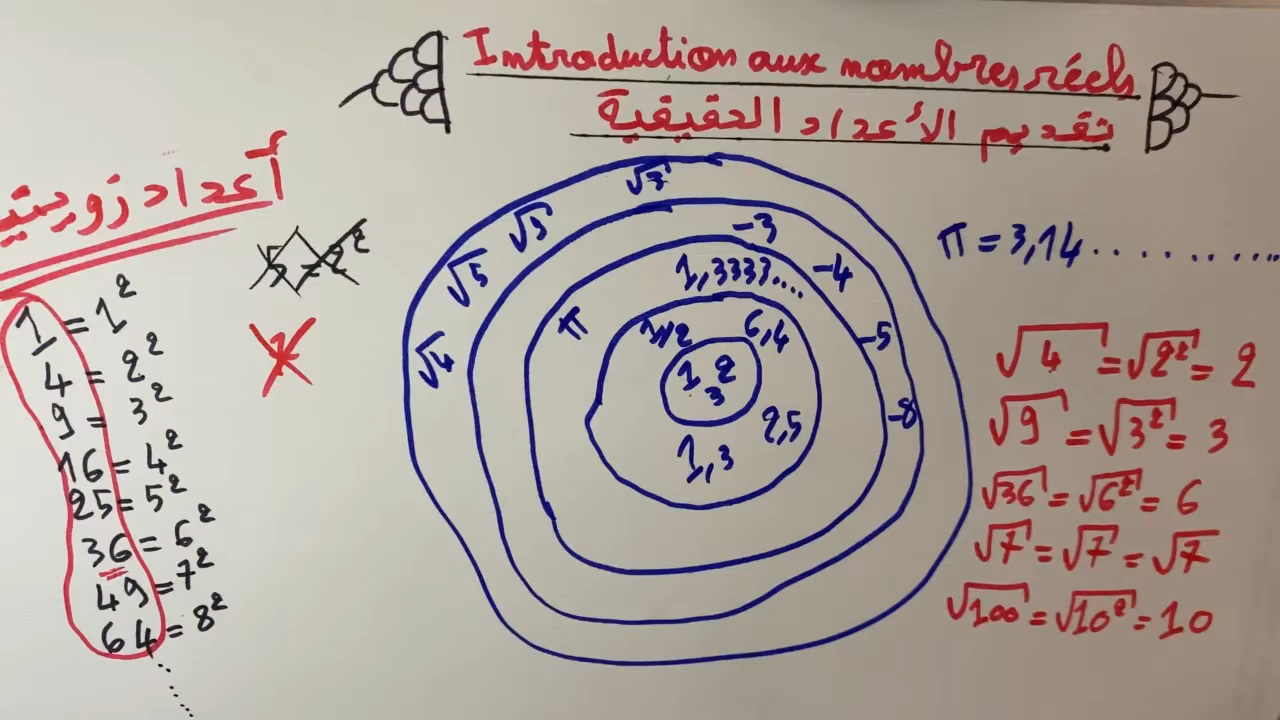 Introduction aux nombres réels
تقديم الأعداد الحقيقية
1 = 1²
4 = 2²
9 = 3²
16 = 4²
25 = 5²
36 = 6²
49 = 7²
64 = 8²
.....
√7
√3
√5
√4
-3
-4
-5
-8
1,3333....
π
1/2
6,4
2,5
1,3
1 2
3
π = 3,14............
√4 = √2² = 2
√9 = √3² = 3
√36 = √6² = 6
√7 = √7 = √7
√100 = √10² = 10